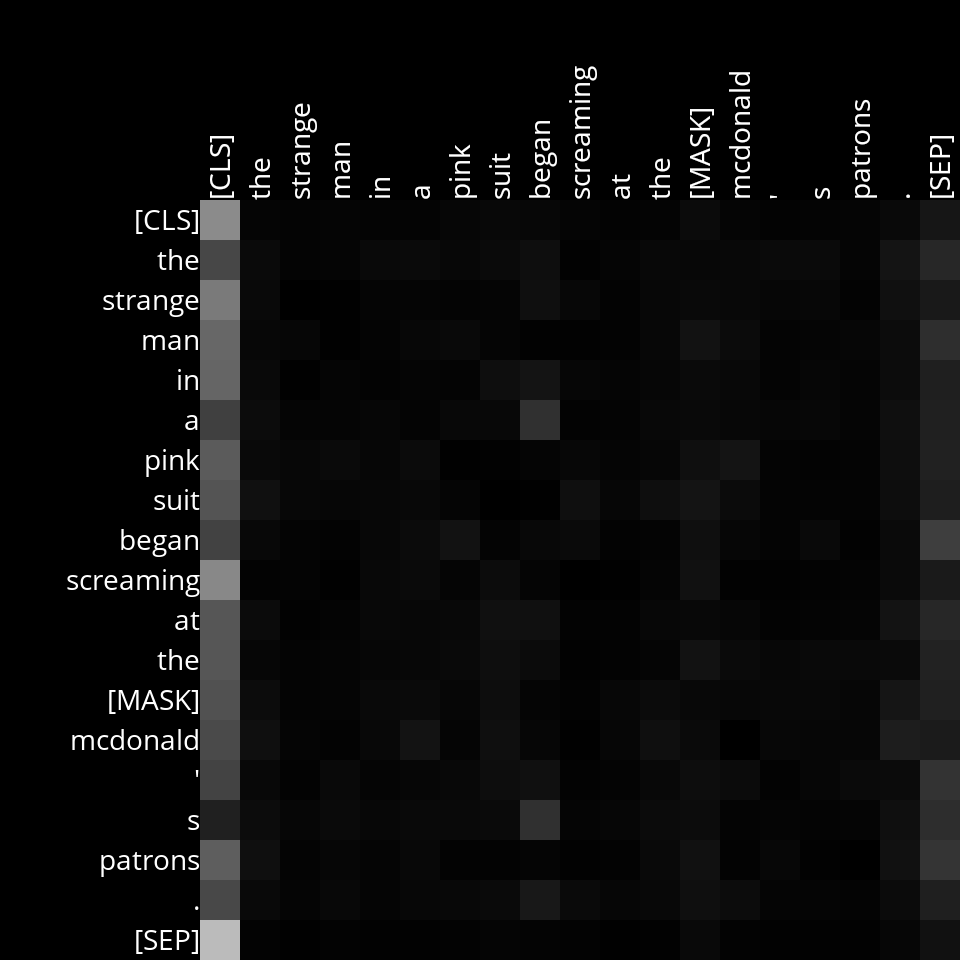 [CLS] the strange man in a pink suit began screaming at the [MASK] mcdonald ' s patrons . [SEP]
[CLS]
the
strange
man
in
a
pink
suit
began
screaming
at
the
[MASK]
mcdonald
'
s
patrons
.
[SEP]